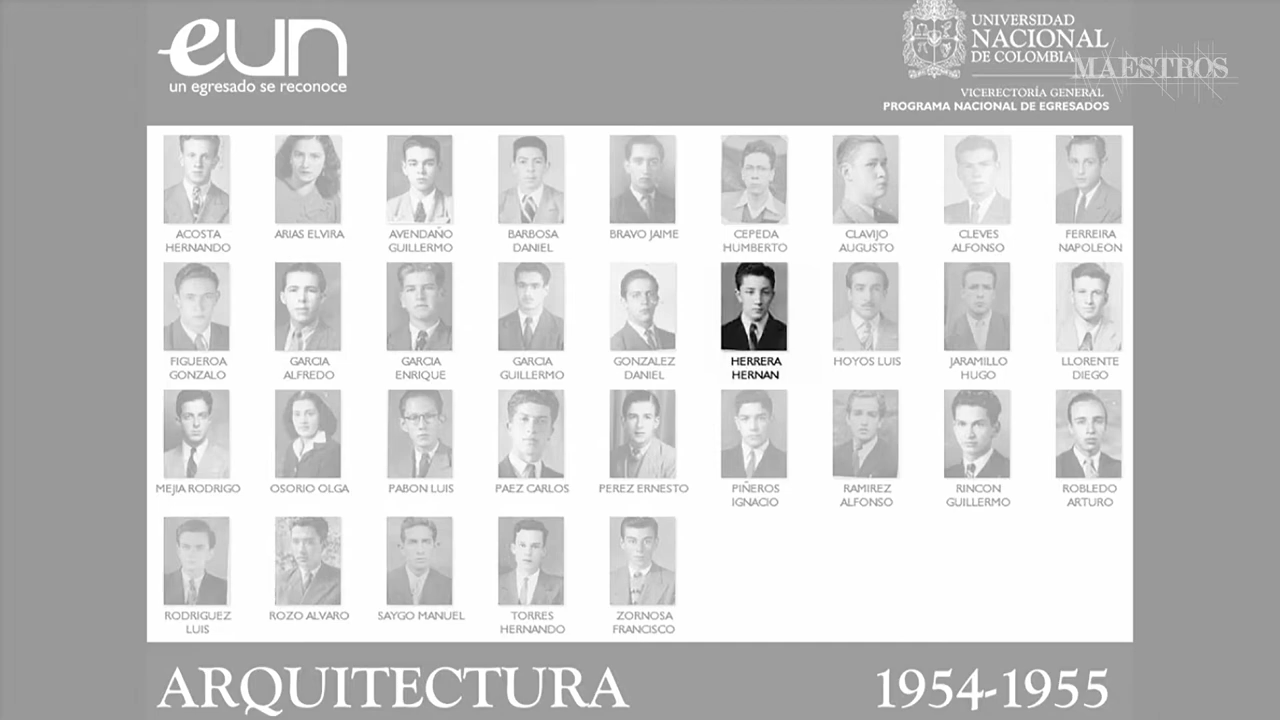 eun
un egresado se reconoce
UNIVERSIDAD
NACIONAL
DE COLOMBIA
MAESTROS
VICERECTORÍA GENERAL
PROGRAMA NACIONAL DE EGRESADOS
ACOSTA
HERNANDO
ARIAS ELVIRA
AVENDAÑO
GUILLERMO
BARBOSA
DANIEL
BRAVO JAIME
CEPEDA
HUMBERTO
CLAVIJO
AUGUSTO
CLEVES
ALFONSO
FERREIRA
NAPOLEON
FIGUEROA
GONZALO
GARCIA
ALFREDO
GARCIA
ENRIQUE
GARCIA
GUILLERMO
GONZALEZ
DANIEL
HERRERA
HERNAN
HOYOS LUIS
JARAMILLO
HUGO
LLORENTE
DIEGO
MEJIA RODRIGO
OSORIO OLGA
PABON LUIS
PAEZ CARLOS
PEREZ ERNESTO
PIÑEROS
IGNACIO
RAMIREZ
ALFONSO
RINCON
GUILLERMO
ROBLEDO
ARTURO
RODRIGUEZ
LUIS
ROZO ALVARO
SAYGO MANUEL
TORRES
HERNANDO
ZORNOSA
FRANCISCO
ARQUITECTURA
1954-1955